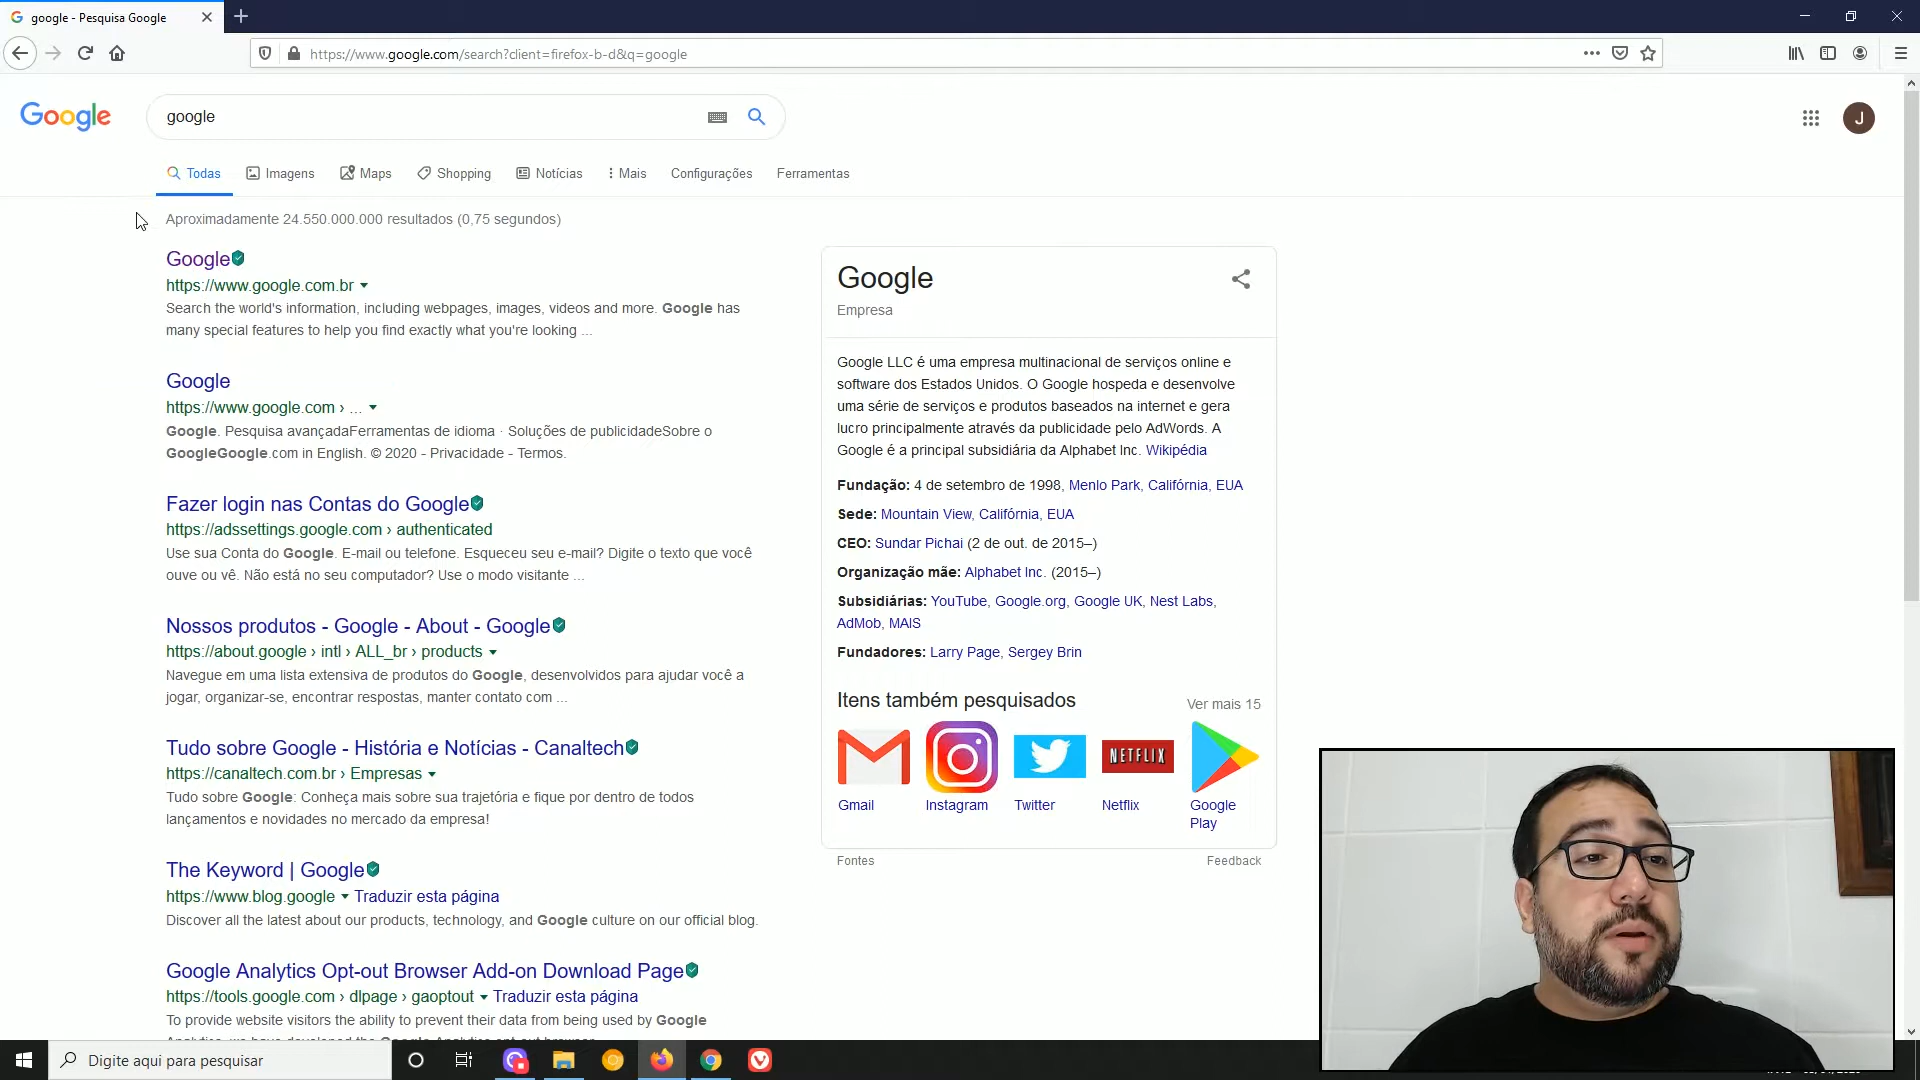 google - Pesquisa Google
https://www.google.com/search?client=firefox-b-d&q=google
Google
google
J
Todas
Imagens
Maps
Shopping
Notícias
Mais
Configurações
Ferramentas
Aproximadamente 24.550.000.000 resultados (0,75 segundos)
Google
https://www.google.com.br
Search the world's information, including webpages, images, videos and more. Google has
many special features to help you find exactly what you're looking ...
Google
https://www.google.com › ...
Google. Pesquisa avançadaFerramentas de idioma · Soluções de publicidadeSobre o
GoogleGoogle.com in English. © 2020 - Privacidade - Termos.
Fazer login nas Contas do Google
https://adssettings.google.com › authenticated
Use sua Conta do Google. E-mail ou telefone. Esqueceu seu e-mail? Digite o texto que você
ouve ou vê. Não está no seu computador? Use o modo visitante ...
Nossos produtos - Google - About - Google
https://about.google › intl › ALL_br › products
Navegue em uma lista extensiva de produtos do Google, desenvolvidos para ajudar você a
jogar, organizar-se, encontrar respostas, manter contato com ...
Tudo sobre Google - História e Notícias - Canaltech
https://canaltech.com.br › Empresas
Tudo sobre Google: Conheça mais sobre sua trajetória e fique por dentro de todos
lançamentos e novidades no mercado da empresa!
The Keyword | Google
https://www.blog.google Traduzir esta página
Discover all the latest about our products, technology, and Google culture on our official blog.
Google Analytics Opt-out Browser Add-on Download Page
https://tools.google.com › dlpage › gaoptout Traduzir esta página
To provide website visitors the ability to prevent their data from being used by Google
Google
Empresa
Google LLC é uma empresa multinacional de serviços online e
software dos Estados Unidos. O Google hospeda e desenvolve
uma série de serviços e produtos baseados na internet e gera
lucro principalmente através da publicidade pelo AdWords. A
Google é a principal subsidiária da Alphabet Inc. Wikipédia
Fundação: 4 de setembro de 1998, Menlo Park, Califórnia, EUA
Sede: Mountain View, Califórnia, EUA
CEO: Sundar Pichai (2 de out. de 2015–)
Organização mãe: Alphabet Inc. (2015–)
Subsidiárias: YouTube, Google.org, Google UK, Nest Labs,
AdMob, MAIS
Fundadores: Larry Page, Sergey Brin
Itens também pesquisados
Ver mais 15
NETFLIX
Gmail
Instagram
Twitter
Netflix
Google
Play
Fontes
Feedback
Digite aqui para pesquisar